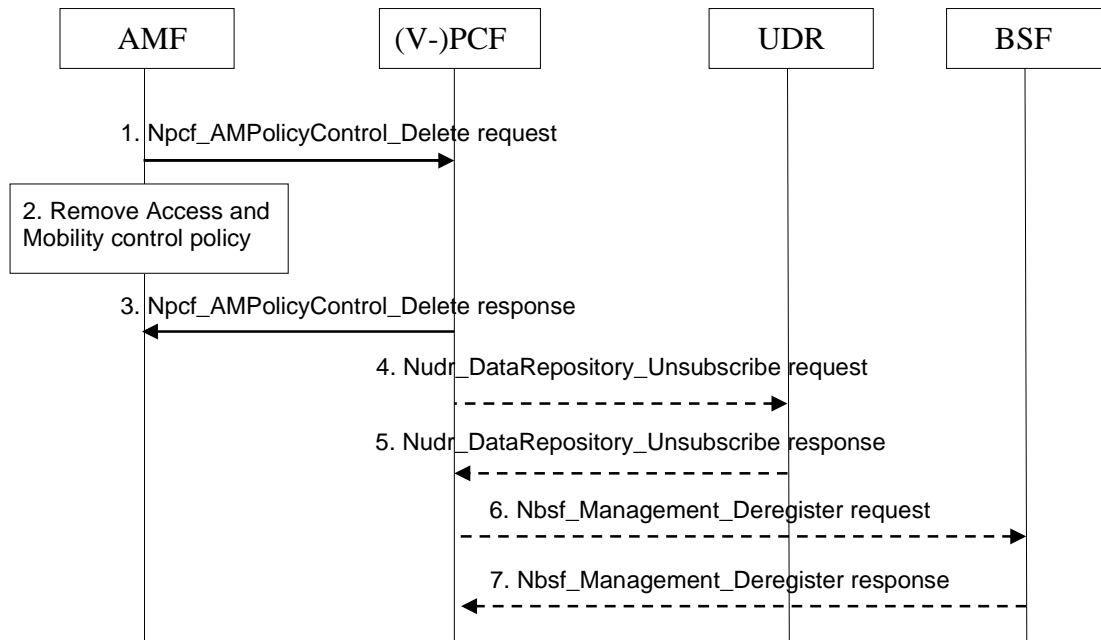 AMF
(V-)PCF
UDR
BSF
1. Npcf_AMPolicyControl_Delete request
2. Remove Access and
Mobility control policy
3. Npcf_AMPolicyControl_Delete response
4. Nudr_DataRepository_Unsubscribe request
5. Nudr_DataRepository_Unsubscribe response
6. Nbsf_Management_Deregister request
7. Nbsf_Management_Deregister response